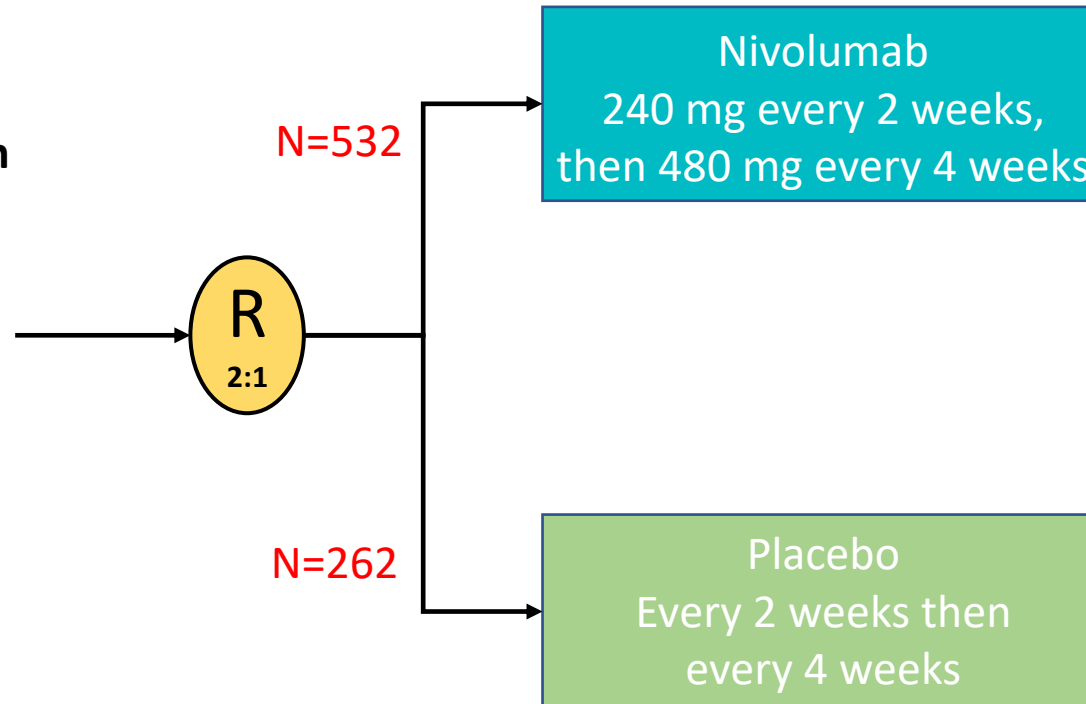 Nivolumab
240 mg every 2 weeks,
then 480 mg every 4 weeks
N=532
R
2:1
N=262
Placebo
Every 2 weeks then
every 4 weeks